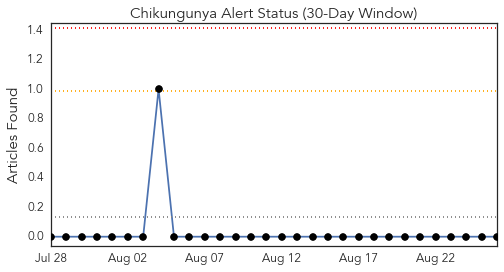 Chikungunya Alert Status (30-Day Window)
Articles Found
1.4
1.2
1.0
0.8
0.6
0.4
0.2
0.0
Jul 28 Aug 02 Aug 07 Aug 12 Aug 17 Aug 22